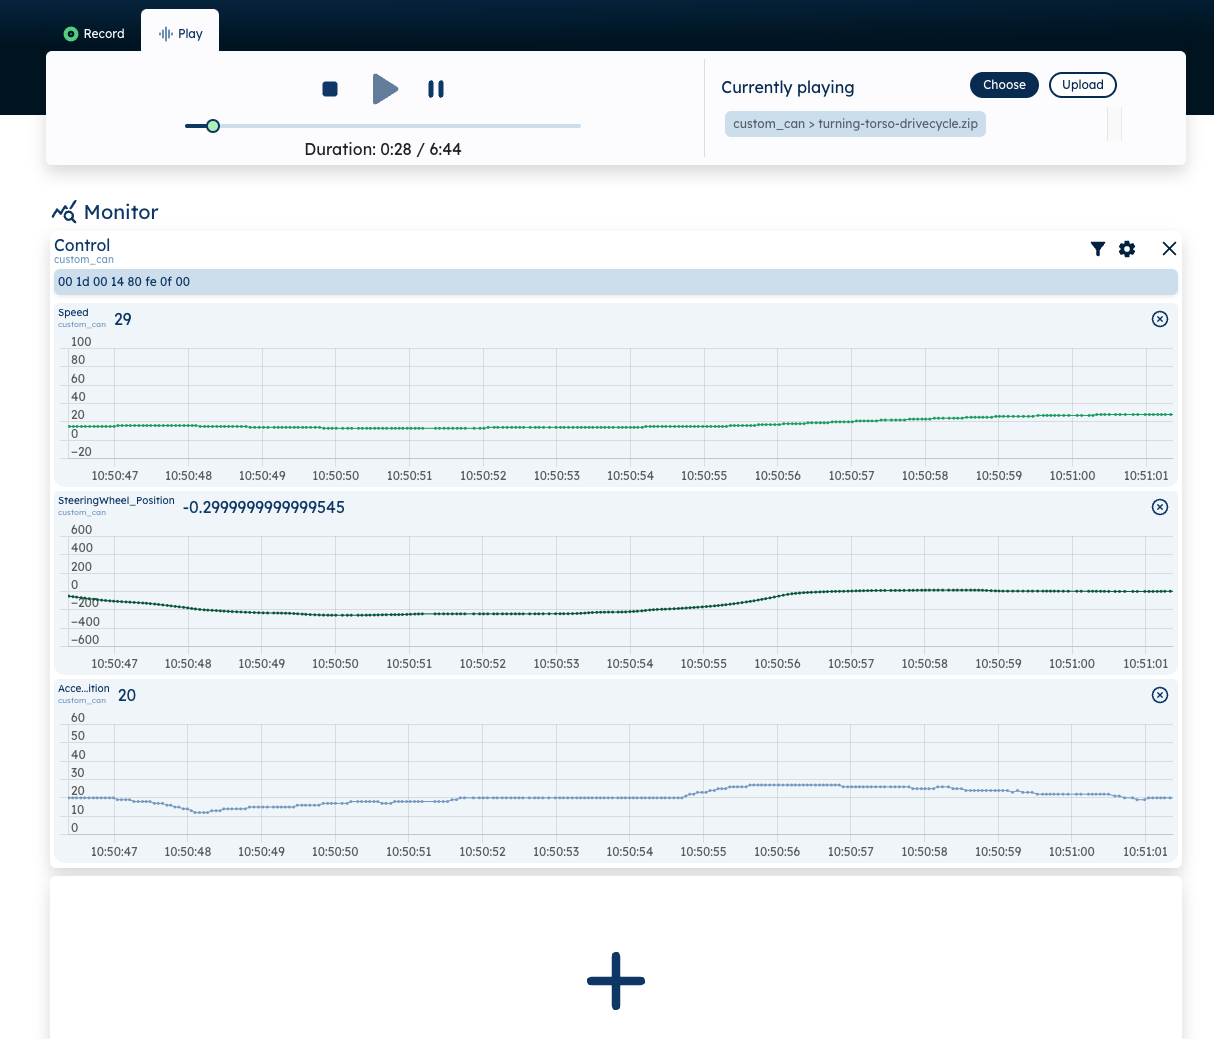 Record
Play
Currently playing
Choose
Upload
custom_can > turning-torso-drivecycle.zip
Duration: 0:28 / 6:44
Monitor
Control
custom_can
00 1d 00 14 80 fe 0f 00
Speed
custom_can
29
100
80
60
40
20
0
−20
10:50:47 10:50:48 10:50:49 10:50:50 10:50:51 10:50:52 10:50:53 10:50:54 10:50:55 10:50:56 10:50:57 10:50:58 10:50:59 10:51:00 10:51:01
SteeringWheel_Position
custom_can
-0.2999999999999545
600
400
200
0
−200
−400
−600
10:50:47 10:50:48 10:50:49 10:50:50 10:50:51 10:50:52 10:50:53 10:50:54 10:50:55 10:50:56 10:50:57 10:50:58 10:50:59 10:51:00 10:51:01
Acce...ition
custom_can
20
60
50
40
30
20
10
0
10:50:47 10:50:48 10:50:49 10:50:50 10:50:51 10:50:52 10:50:53 10:50:54 10:50:55 10:50:56 10:50:57 10:50:58 10:50:59 10:51:00 10:51:01